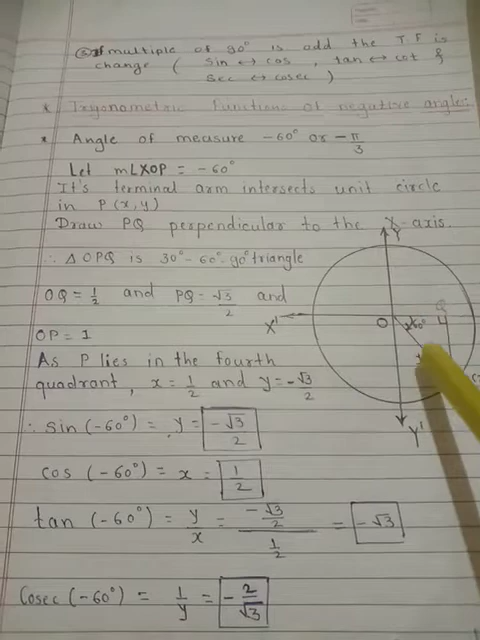 If multiple of 90° is add the T.F is
change ( sin ↔ cos , tan ↔ cot &
sec ↔ cosec )
* Trigonometric functions of negative angle:
* Angle of measure -60° or -π/3
Let m∠XOP = -60°
It's terminal arm intersects unit circle
in P(x,y)
Draw PQ perpendicular to the X-axis.
∴ △OPQ is 30°-60°-90° triangle
OQ = 1/2 and PQ = √3/2 and
OP = 1
As P lies in the fourth
quadrant, x = 1/2 and y = -√3/2
∴ sin(-60°) = y = -√3/2
cos (-60°) = x = 1/2
tan (-60°) = y/x = (-√3/2)/(1/2) = -√3
Cosec (-60°) = 1/y = -2/√3
Y
X'
O
60°
Q
Y'